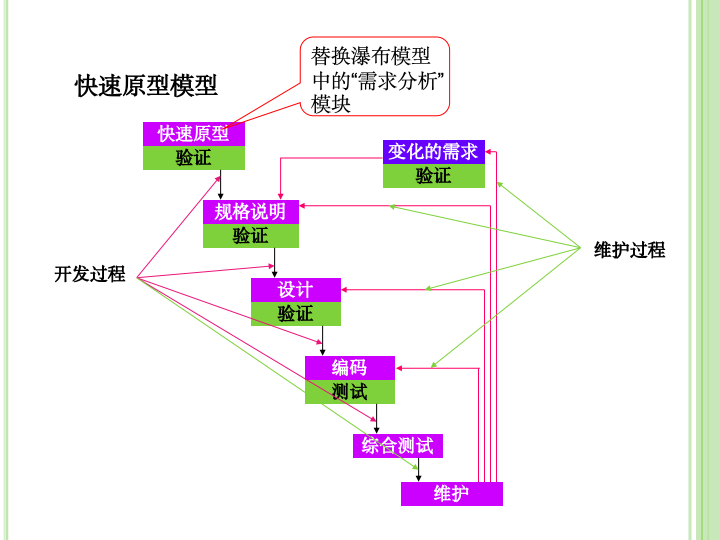 替换瀑布模型
中的“需求分析”
模块
快速原型模型
快速原型
验证
变化的需求
验证
规格说明
验证
维护过程
开发过程
设计
验证
编码
测试
综合测试
维护